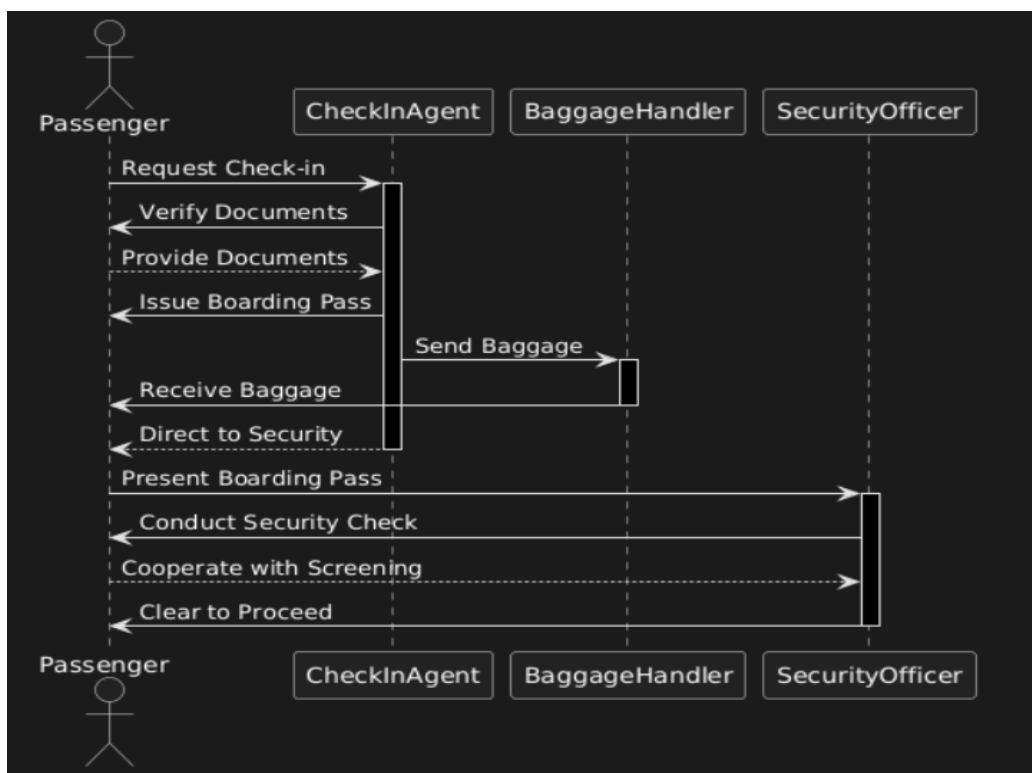 Passenger
CheckInAgent
BaggageHandler
SecurityOfficer
Request Check-in
Verify Documents
Provide Documents
Issue Boarding Pass
Send Baggage
Receive Baggage
Direct to Security
Present Boarding Pass
Conduct Security Check
Cooperate with Screening
Clear to Proceed
Passenger
CheckInAgent
BaggageHandler
SecurityOfficer